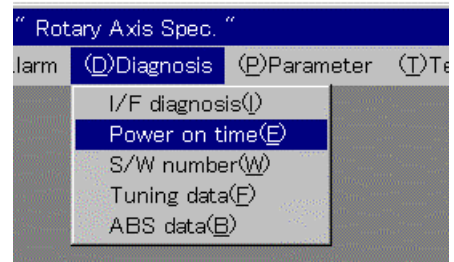 " Rotary Axis Spec. "
larm (D)Diagnosis (P)Parameter (T)Te
I/F diagnosis(I)
Power on time(E)
S/W number(W)
Tuning data(F)
ABS data(B)